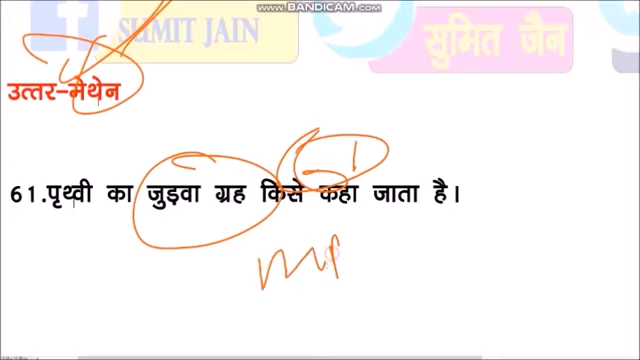 WWW.BANDICAM.COM
SUMIT JAIN सुमित जैन
उत्तर-मेथेन
61.पृथ्वी का जुड़वा ग्रह किसे कहा जाता है।